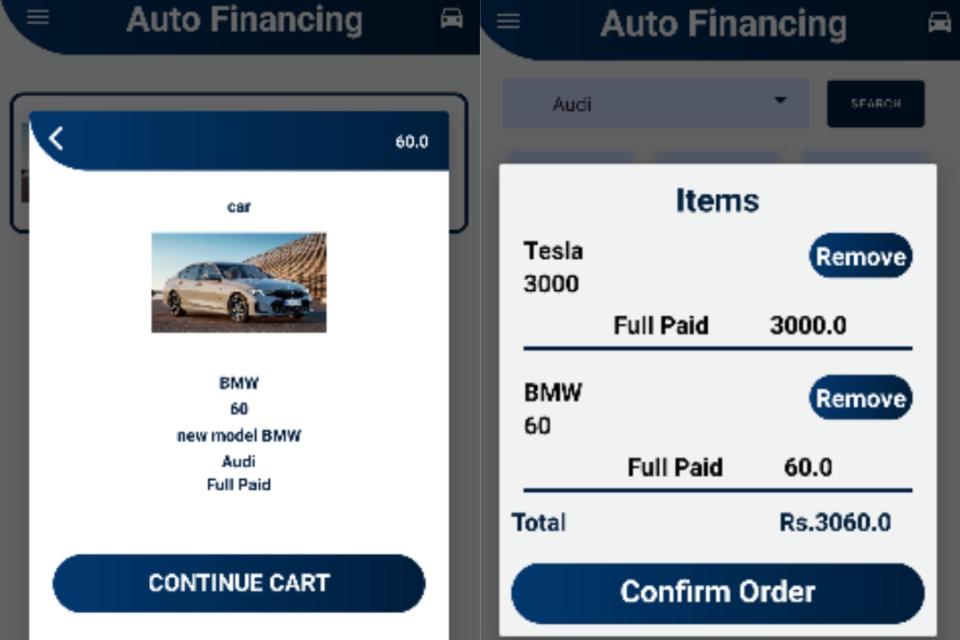 Auto Financing
60.0
car
BMW
60
new model BMW
Audi
Full Paid
CONTINUE CART
Auto Financing
Audi
SEARCH
Items
Tesla
Remove
3000
Full Paid 3000.0
BMW
Remove
60
Full Paid 60.0
Total Rs.3060.0
Confirm Order